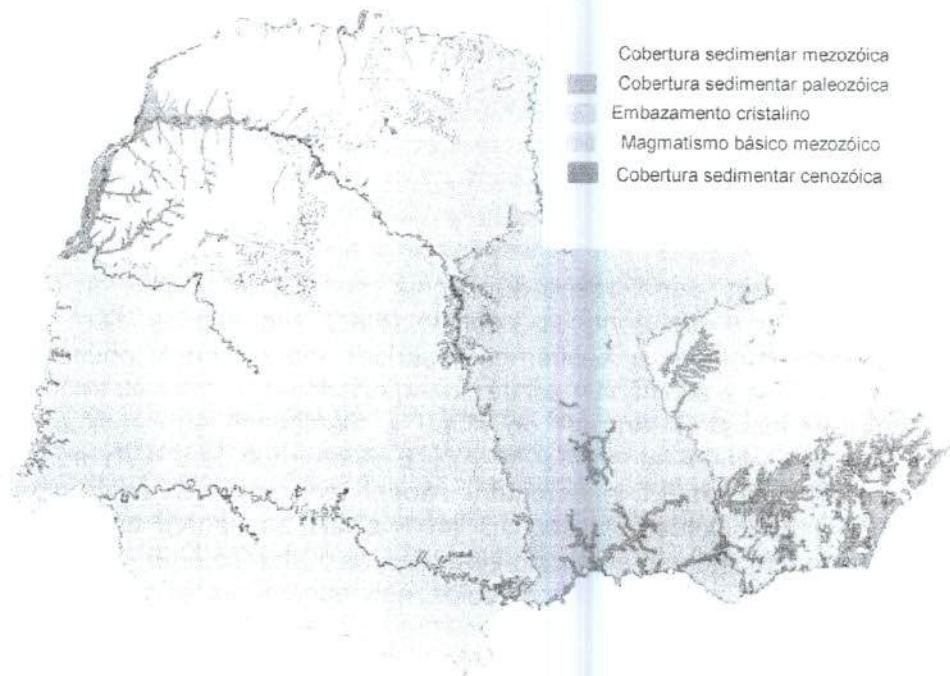 Cobertura sedimentar mezozóica
Cobertura sedimentar paleozóica
Embazamento cristalino
Magmatismo básico mezozóico
Cobertura sedimentar cenozóica